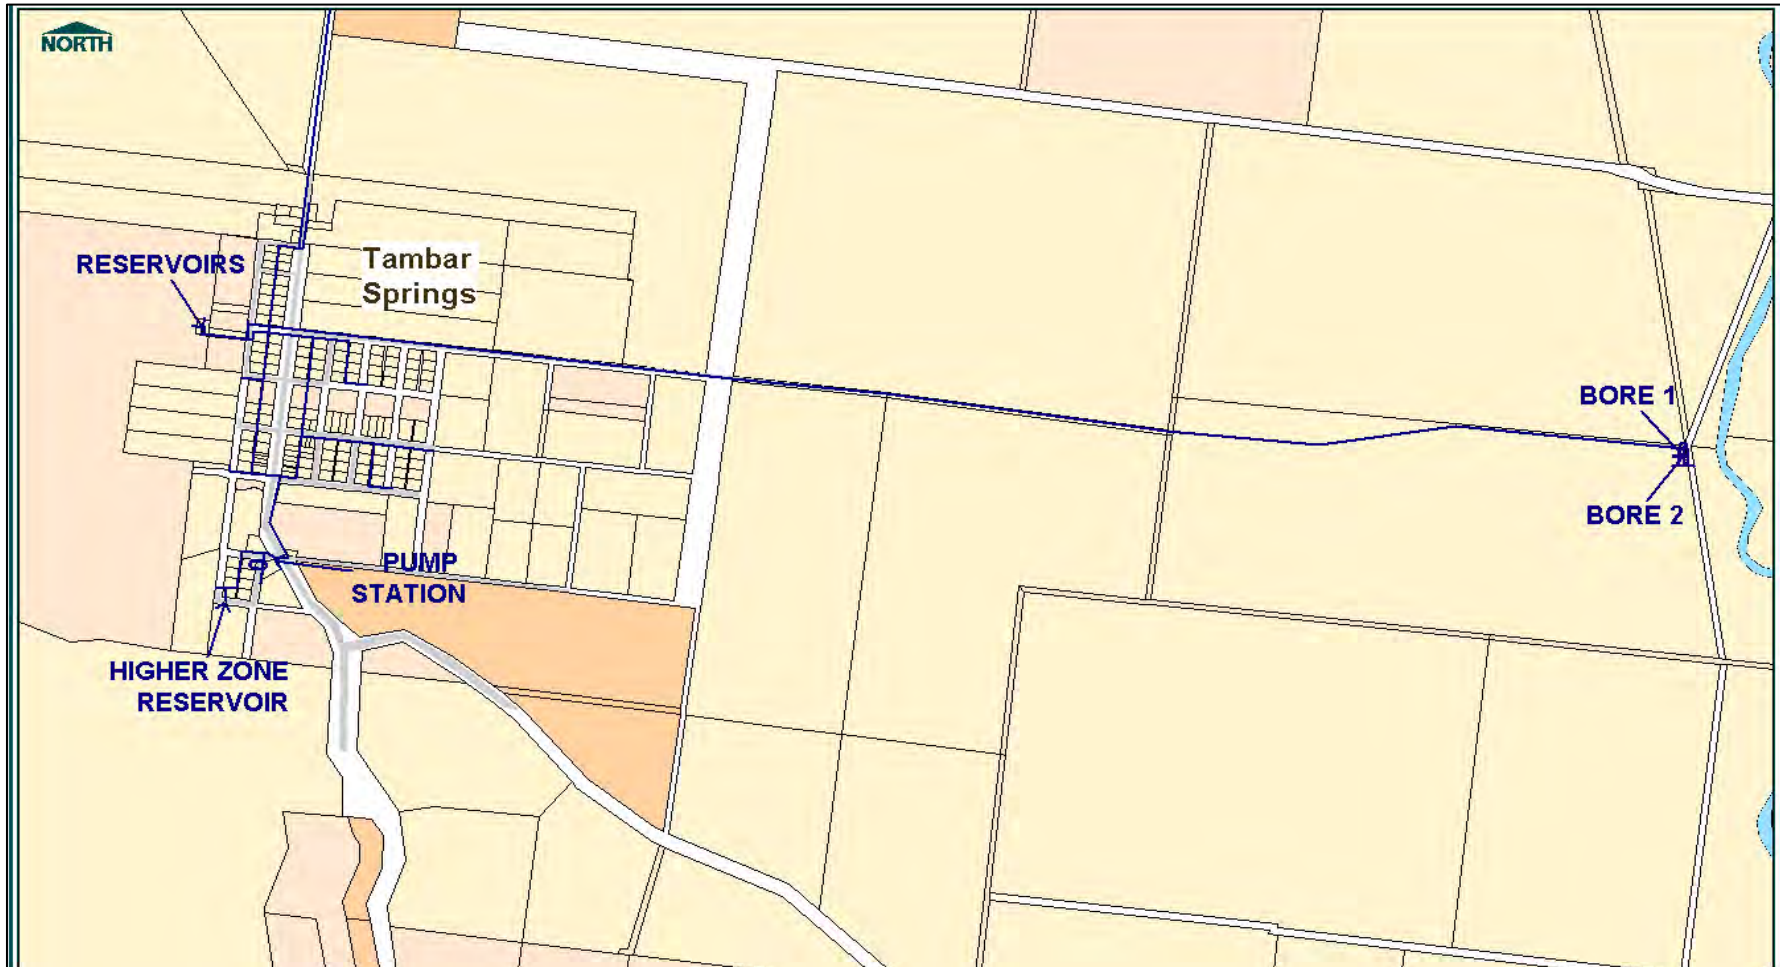 NORTH
RESERVOIRS
Tambar
Springs
BORE 1
BORE 2
PUMP
STATION
HIGHER ZONE
RESERVOIR